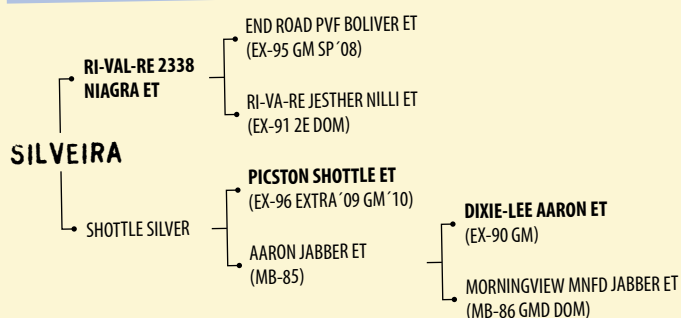 END ROAD PVF BOLIVER ET
(EX-95 GM SP´08)
RI-VAL-RE 2338
NIAGRA ET
RI-VA-RE JESTHER NILLI ET
(EX-91 2E DOM)
SILVEIRA
PICSTON SHOTTLE ET
(EX-96 EXTRA´09 GM´10)
SHOTTLE SILVER
DIXIE-LEE AARON ET
(EX-90 GM)
AARON JABBER ET
(MB-85)
MORNINGVIEW MNFD JABBER ET
(MB-86 GMD DOM)